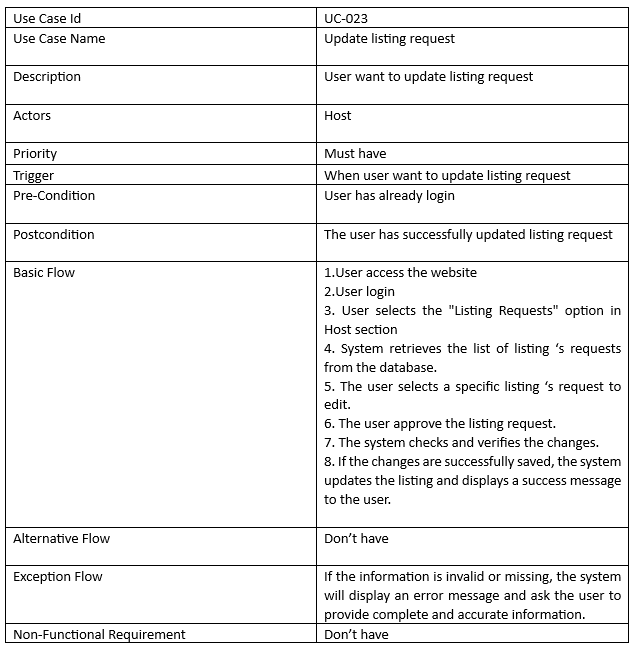 Use Case Id UC-023
Use Case Name Update listing request
Description User want to update listing request
Actors Host
Priority Must have
Trigger When user want to update listing request
Pre-Condition User has already login
Postcondition The user has successfully updated listing request
Basic Flow 1.User access the website
2.User login
3. User selects the "Listing Requests" option in
Host section
4. System retrieves the list of listing ‘s requests
from the database.
5. The user selects a specific listing ‘s request to
edit.
6. The user approve the listing request.
7. The system checks and verifies the changes.
8. If the changes are successfully saved, the system
updates the listing and displays a success message
to the user.
Alternative Flow Don’t have
Exception Flow If the information is invalid or missing, the system
will display an error message and ask the user to
provide complete and accurate information.
Non-Functional Requirement Don’t have